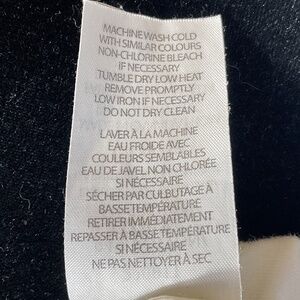 MACHINE WASH COLD
WITH SIMILAR COLOURS
NON-CHLORINE BLEACH
IF NECESSARY
TUMBLE DRY LOW HEAT
REMOVE PROMPTLY
LOW IRON IF NECESSARY
DO NOT DRY CLEAN
LAVER À LA MACHINE
EAU FROIDE AVEC
COULEURS SEMBLABLES
EAU DE JAVEL NON CHLORÉE
SI NÉCESSAIRE
SÉCHER PAR CULBUTAGE À
BASSE TEMPÉRATURE
RETIRER IMMÉDIATEMENT
REPASSER À BASSE TEMPÉRATURE
SI NÉCESSAIRE
NE PAS NETTOYER À SEC